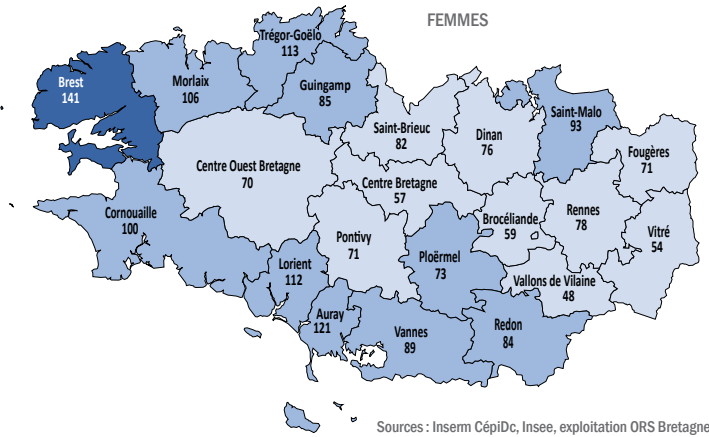 FEMMES
Trégor-Goëlo
113
Brest
141
Morlaix
106
Guingamp
85
Saint-Brieuc
82
Dinan
76
Saint-Malo
93
Fougères
71
Centre Ouest Bretagne
70
Centre Bretagne
57
Cornouaille
100
Brocéliande
59
Rennes
78
Vitré
54
Pontivy
71
Ploërmel
73
Lorient
112
Vallons de Vilaine
48
Auray
121
Vannes
89
Redon
84
Sources : Inserm CépiDc, Insee, exploitation ORS Bretagne